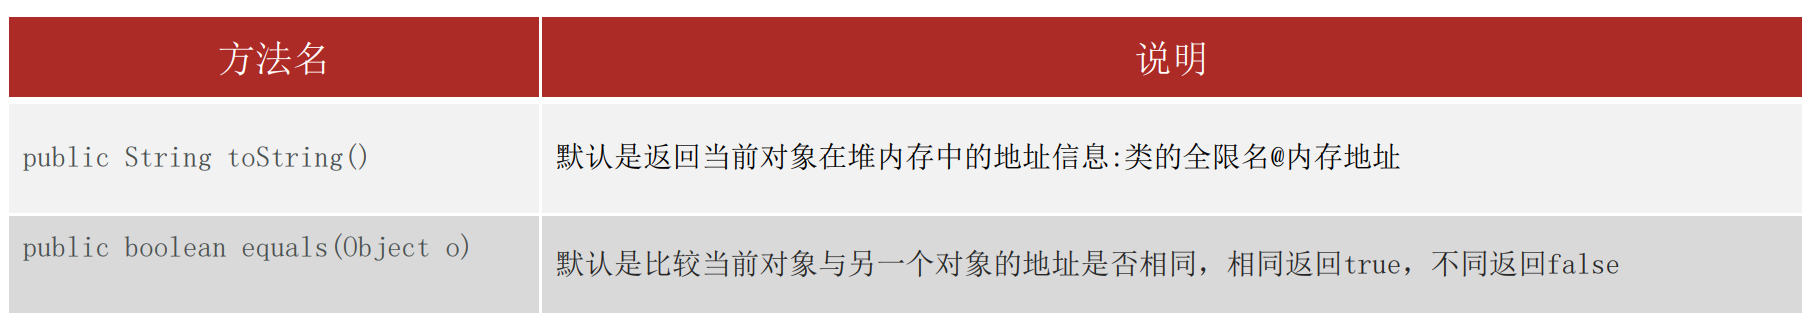 方法名
说明
public String toString()
默认是返回当前对象在堆内存中的地址信息:类的全限名@内存地址
public boolean equals(Object o)
默认是比较当前对象与另一个对象的地址是否相同，相同返回true，不同返回false